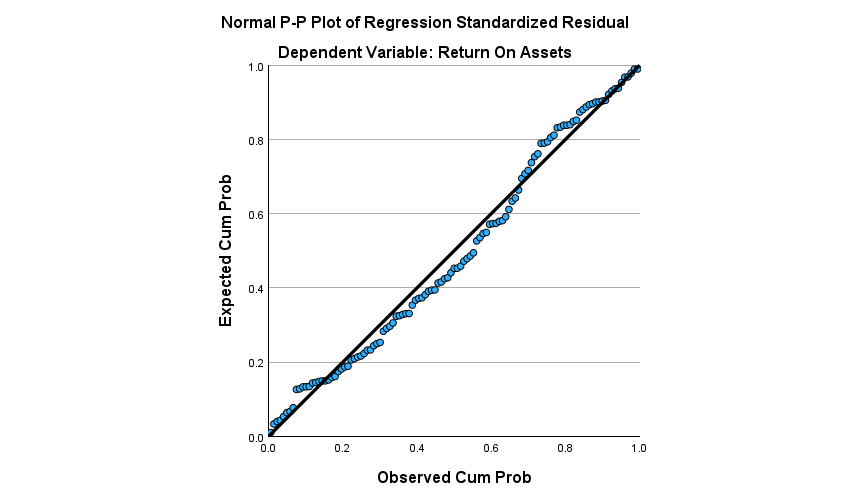 Normal P-P Plot of Regression Standardized Residual
Dependent Variable: Return On Assets
1.0
0.8
0.6
0.4
0.2
0.0
Expected Cum Prob
0.0 0.2 0.4 0.6 0.8 1.0
Observed Cum Prob